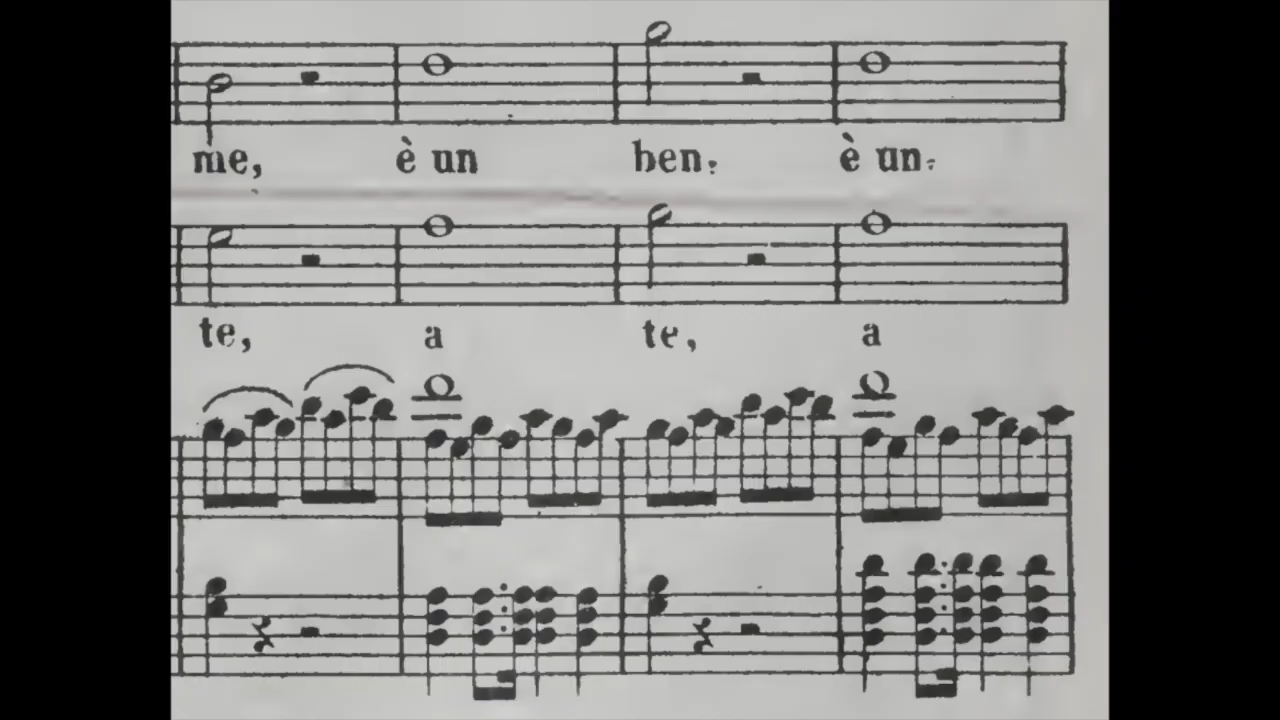 me, è un ben. è un.
te, a te, a